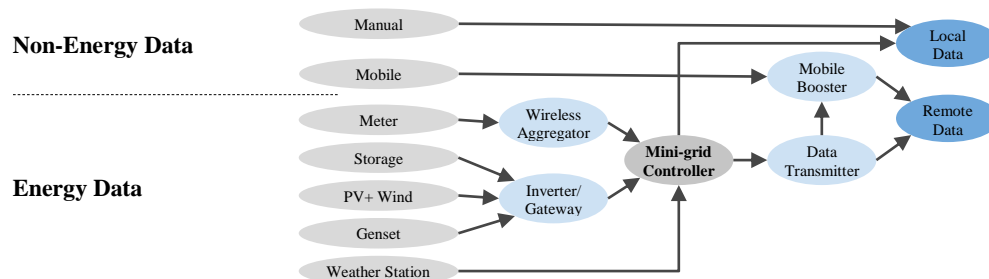 Non-Energy Data
Energy Data
Manual
Mobile
Meter
Storage
PV+ Wind
Genset
Weather Station
Wireless
Aggregator
Inverter/
Gateway
Mini-grid
Controller
Mobile
Booster
Data
Transmitter
Local
Data
Remote
Data